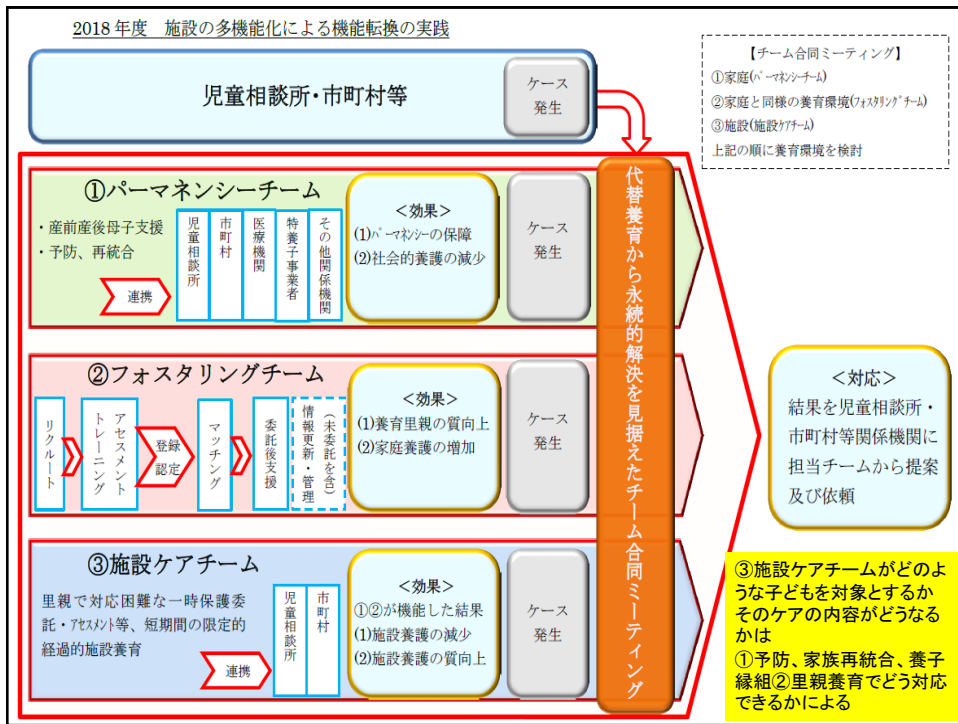 2018年度 施設の多機能化による機能転換の実践
児童相談所・市町村等
ケース
発生
【チーム合同ミーティング】
①家庭(ﾊﾟｰﾏﾈﾝｼｰﾁｰﾑ)
②家庭と同様の養育環境(ﾌｫｽﾀﾘﾝｸﾞﾁｰﾑ)
③施設(施設ケアﾁｰﾑ)
上記の順に養育環境を検討
①パーマネンシーチーム
・産前産後母子支援
・予防、再統合
連携
児童相談所
市町村
医療機関
特養子事業者
その他関係機関
＜効果＞
(1)ﾊﾟｰﾏﾈﾝｼｰの保障
(2)社会的養護の減少
ケース
発生
代替養育から永続的解決を見据えたチーム合同ミーティング
②フォスタリングチーム
リクルート
アセスメント
トレーニング
登録
認定
マッチング
委託後支援
（未委託を含）
情報更新・管理
＜効果＞
(1)養育里親の質向上
(2)家庭養護の増加
ケース
発生
＜対応＞
結果を児童相談所・
市町村等関係機関に
担当チームから提案
及び依頼
③施設ケアチーム
里親で対応困難な一時保護委
託・ｱｾｽﾒﾝﾄ等、短期間の限定的
経過的施設養育
連携
児童相談所
市町村
＜効果＞
①②が機能した結果
(1)施設養護の減少
(2)施設養護の質向上
ケース
発生
③施設ケアチームがどのよ
うな子どもを対象とするか
そのケアの内容がどうなる
かは
①予防、家族再統合、養子
縁組②里親養育でどう対応
できるかによる